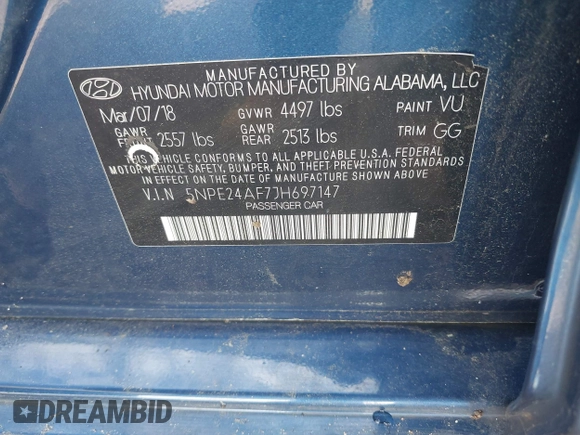 MANUFACTURED BY
HYUNDAI MOTOR MANUFACTURING ALABAMA, LLC
Mar/07/18 GVWR 4497 lbs PAINT VU
GAWR FRONT 2557 lbs GAWR REAR 2513 lbs TRIM GG
THIS VEHICLE CONFORMS TO ALL APPLICABLE U.S.A. FEDERAL
MOTOR VEHICLE SAFETY, BUMPER, AND THEFT PREVENTION STANDARDS
IN EFFECT ON THE DATE OF MANUFACTURE SHOWN ABOVE.
V.I.N 5NPE24AF7JH697147
PASSENGER CAR
DREAMBID